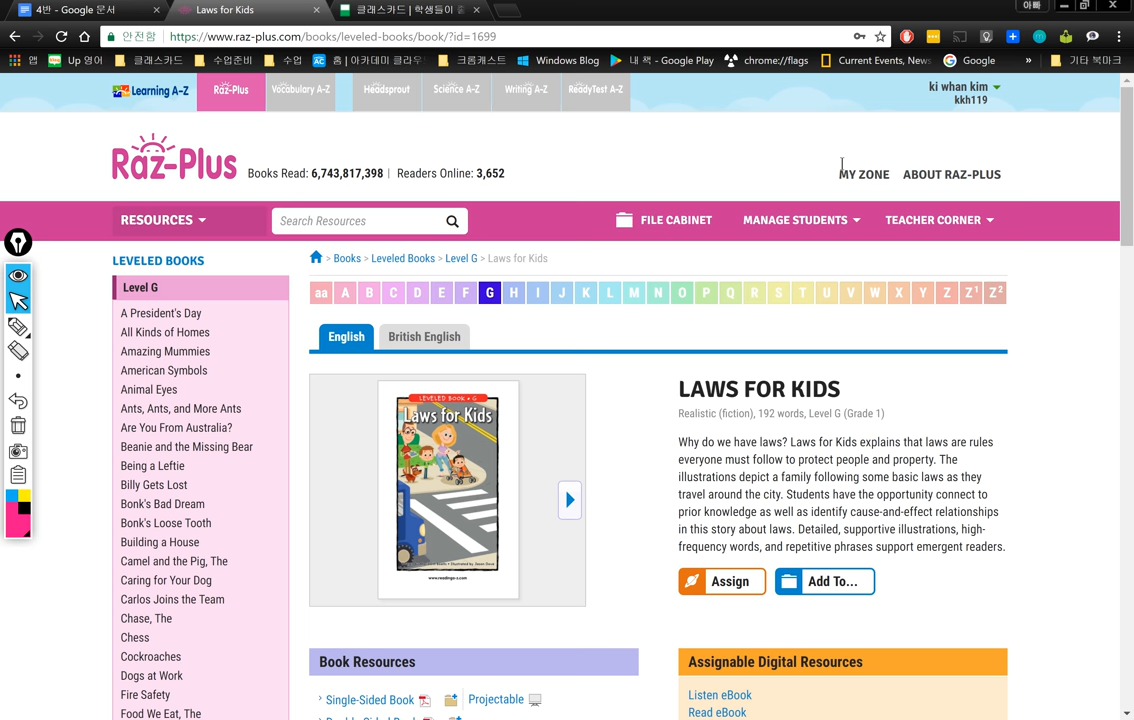 4반 - Google 문서
Laws for Kids
클래스카드 | 학생들이 즐
아빠
안전함 https://www.raz-plus.com/books/leveled-books/book/?id=1699
앱
Up 영어
클래스카드
수업준비
수업
홈 | 아카데미 클라우
크롬캐스트
Windows Blog
내 책 - Google Play
chrome://flags
Current Events, News
Google
»
기타 북마크
Learning A-Z
Raz-Plus
Vocabulary A-Z
Headsprout
Science A-Z
Writing A-Z
ReadyTest A-Z
ki whan kim
kkh119
Raz-Plus
Books Read: 6,743,817,398 | Readers Online: 3,652
MY ZONE
ABOUT RAZ-PLUS
RESOURCES
Search Resources
FILE CABINET
MANAGE STUDENTS
TEACHER CORNER
LEVELED BOOKS
Level G
A President's Day
All Kinds of Homes
Amazing Mummies
American Symbols
Animal Eyes
Ants, Ants, and More Ants
Are You From Australia?
Beanie and the Missing Bear
Being a Leftie
Billy Gets Lost
Bonk's Bad Dream
Bonk's Loose Tooth
Building a House
Camel and the Pig, The
Caring for Your Dog
Carlos Joins the Team
Chase, The
Chess
Cockroaches
Dogs at Work
Fire Safety
Food We Eat, The
> Books > Leveled Books > Level G > Laws for Kids
aa A B C D E F G H I J K L M N O P Q R S T U V W X Y Z Z1 Z2
English
British English
LEVELED BOOK • G
Laws for Kids
www.readinga-z.com
LAWS FOR KIDS
Realistic (fiction), 192 words, Level G (Grade 1)
Why do we have laws? Laws for Kids explains that laws are rules
everyone must follow to protect people and property. The
illustrations depict a family following some basic laws as they
travel around the city. Students have the opportunity connect to
prior knowledge as well as identify cause-and-effect relationships
in this story about laws. Detailed, supportive illustrations, high-
frequency words, and repetitive phrases support emergent readers.
Assign
Add To...
Book Resources
Single-Sided Book
Projectable
Assignable Digital Resources
Listen eBook
Read eBook